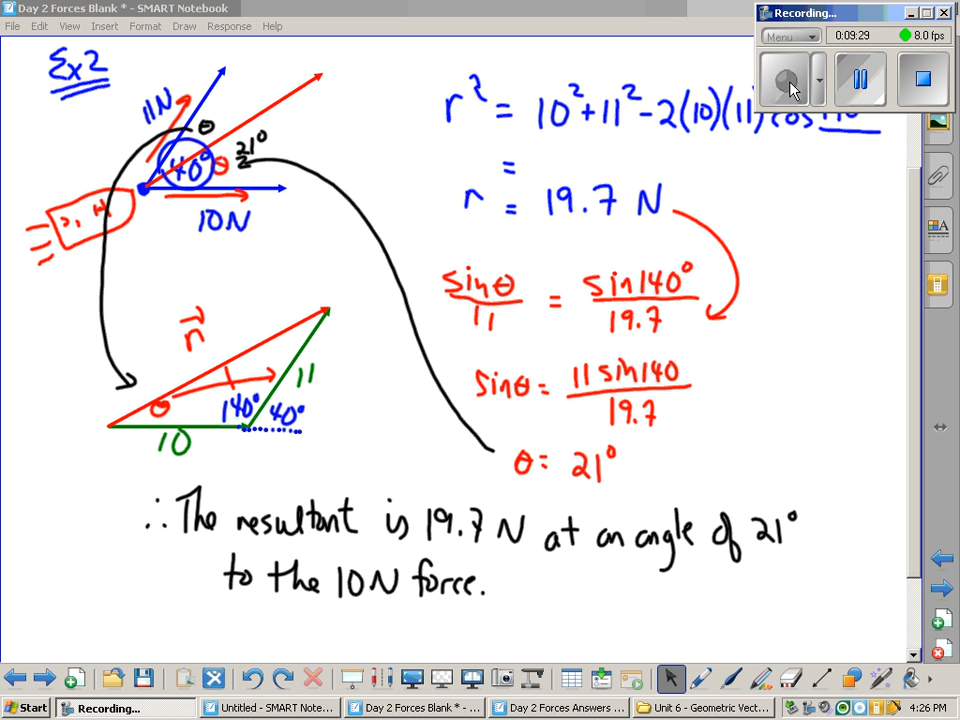 Day 2 Forces Blank * - SMART Notebook
File Edit View Insert Format Draw Response Help
Recording...
Menu
0:09:29
8.0 fps
Ex2
11N
θ
40°
θ
21°
10N
r² = 10² + 11² - 2(10)(11)cos
=
r = 19.7 N
sinθ / 11 = sin140° / 19.7
sinθ = 11 sin140 / 19.7
θ = 21°
r
θ
140°
40°
11
10
∴ The resultant is 19.7 N at an angle of 21°
to the 10N force.
Start
Recording...
Untitled - SMART Note...
Day 2 Forces Blank * - ...
Day 2 Forces Answers ...
Unit 6 - Geometric Vect...
4:26 PM